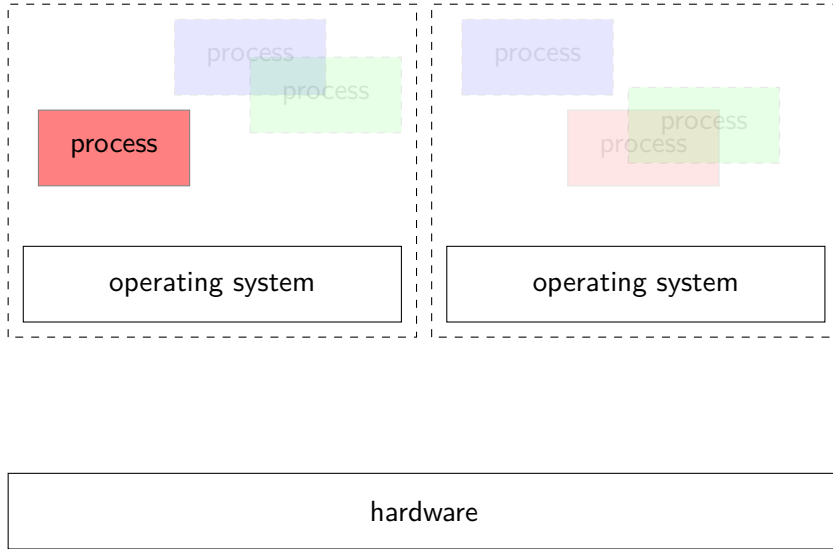 process
process
process
operating system
process
process
process
operating system
hardware